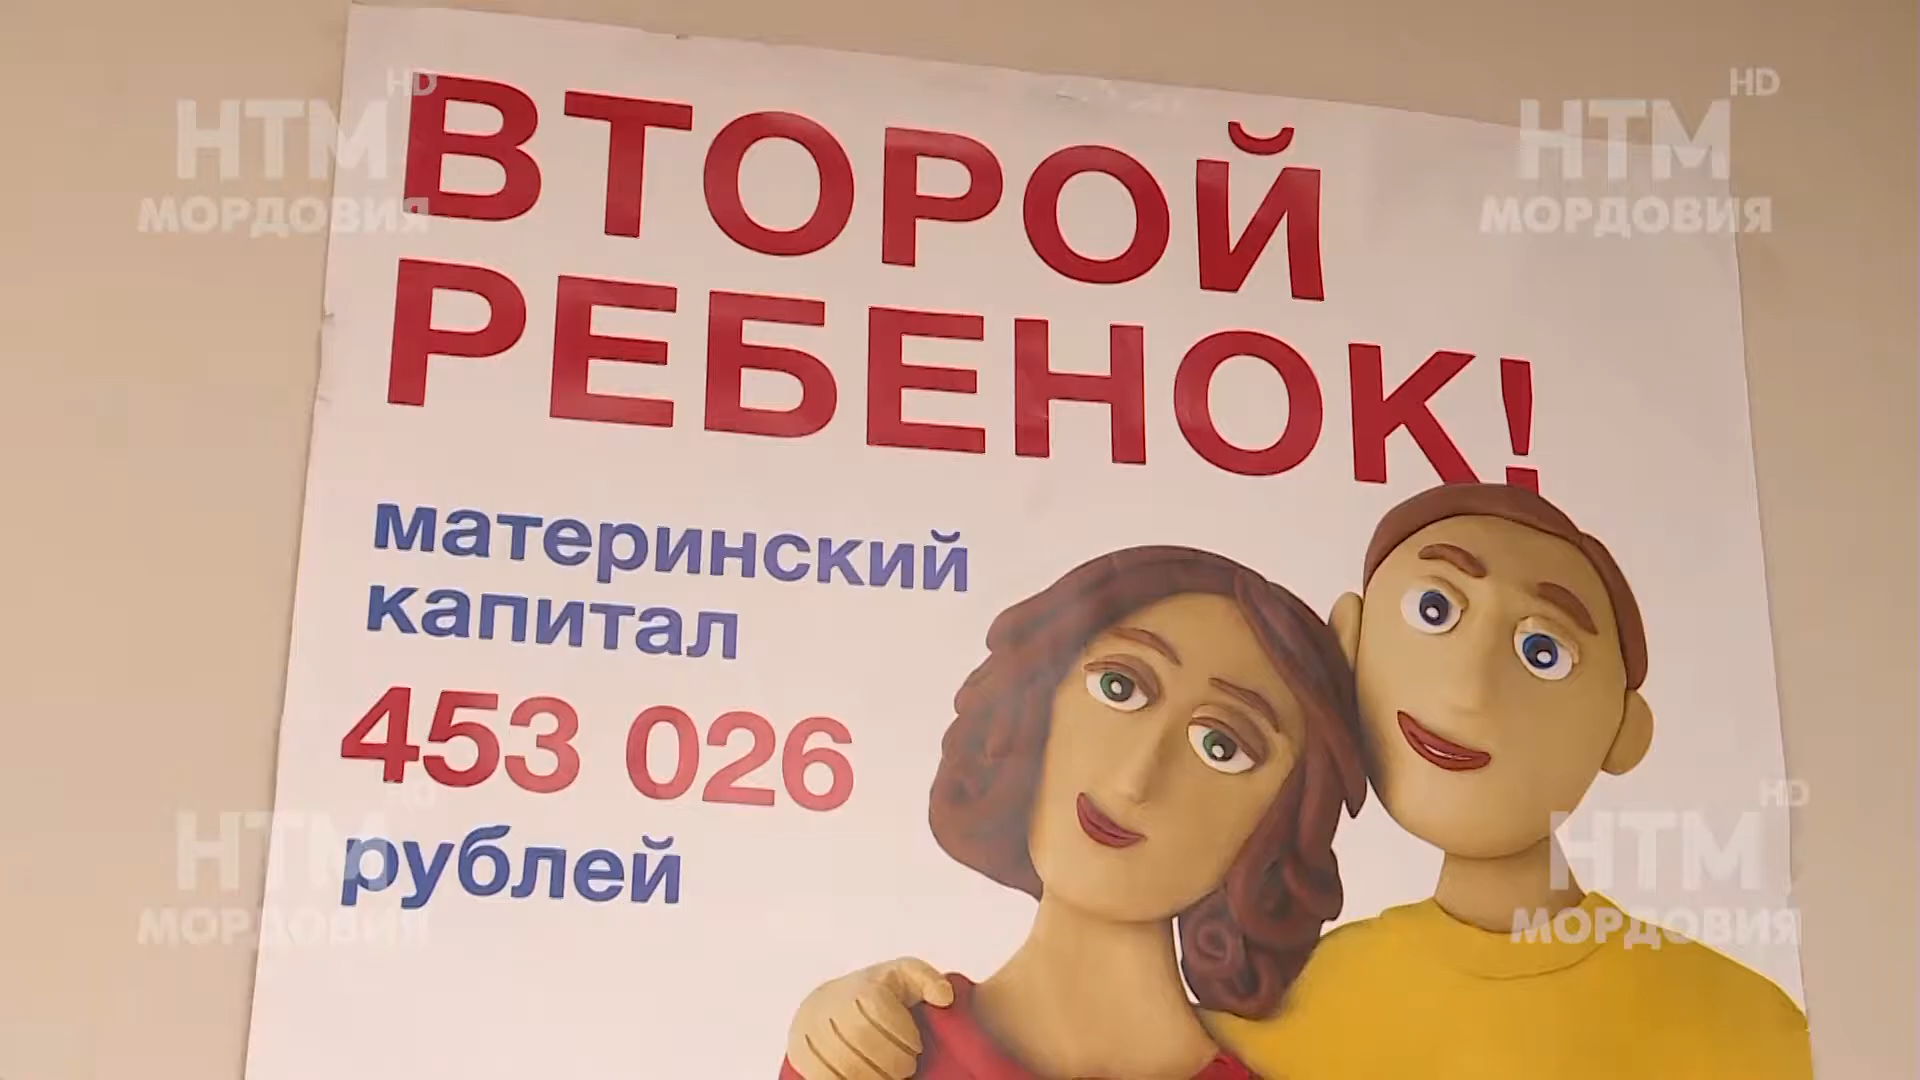 ВТОРОЙ
РЕБЕНОК!
материнский
капитал
453 026
рублей
НТМ HD
МОРДОВИЯ
НТМ HD
МОРДОВИЯ
НТМ HD
МОРДОВИЯ
НТМ HD
МОРДОВИЯ